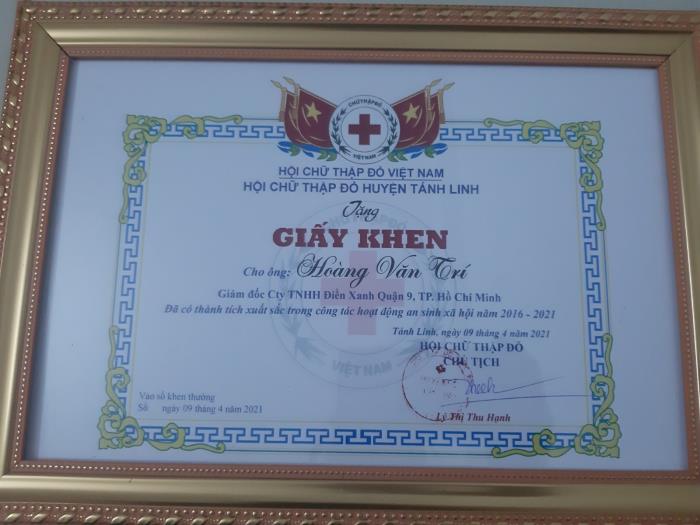 CHỮ THẬP ĐỎ
VIỆT NAM
HỘI CHỮ THẬP ĐỎ VIỆT NAM
HỘI CHỮ THẬP ĐỎ HUYỆN TÁNH LINH
Tặng
GIẤY KHEN
Cho ông: Hoàng Văn Trí
Giám đốc Cty TNHH Điền Xanh Quận 9, TP. Hồ Chí Minh
Đã có thành tích xuất sắc trong công tác hoạt động an sinh xã hội năm 2016 - 2021
Tánh Linh, ngày 09 tháng 4 năm 2021
HỘI CHỮ THẬP ĐỎ
CHỦ TỊCH
VIỆT NAM
Vào sổ khen thưởng
Số ngày 09 tháng 4 năm 2021
Lý Thị Thu Hạnh